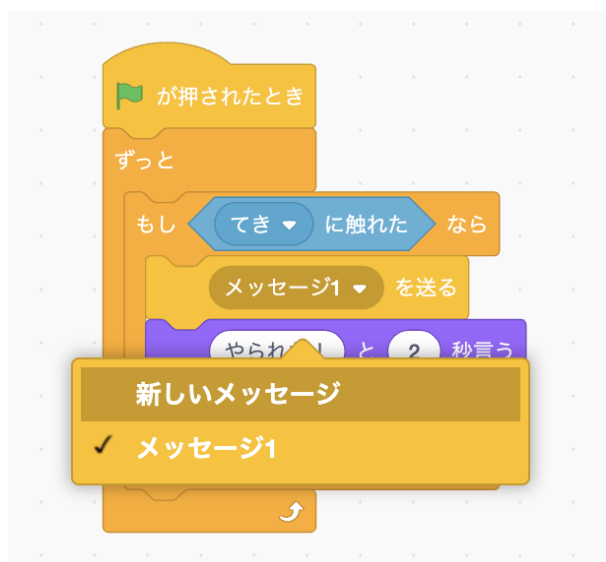 が押されたとき
ずっと
もし てき に触れた なら
メッセージ1 を送る
と 2 秒言う
新しいメッセージ
メッセージ1